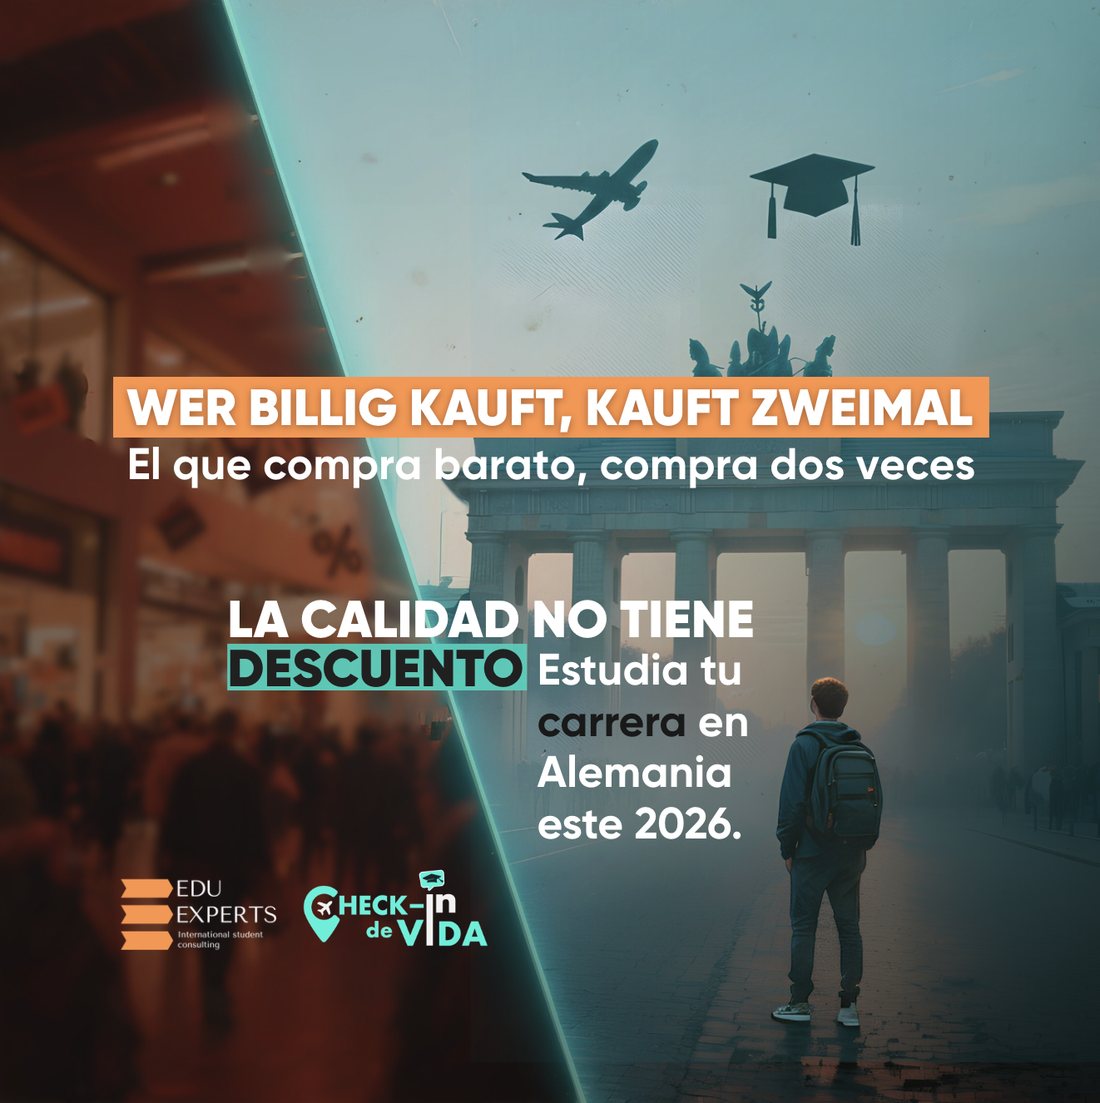 WER BILLIG KAUFT, KAUFT ZWEIMAL
El que compra barato, compra dos veces
LA CALIDAD NO TIENE
DESCUENTO Estudia tu
carrera en
Alemania
este 2026.
%
EDU
EXPERTS
International student
consulting
CHECK-in
de VIDA